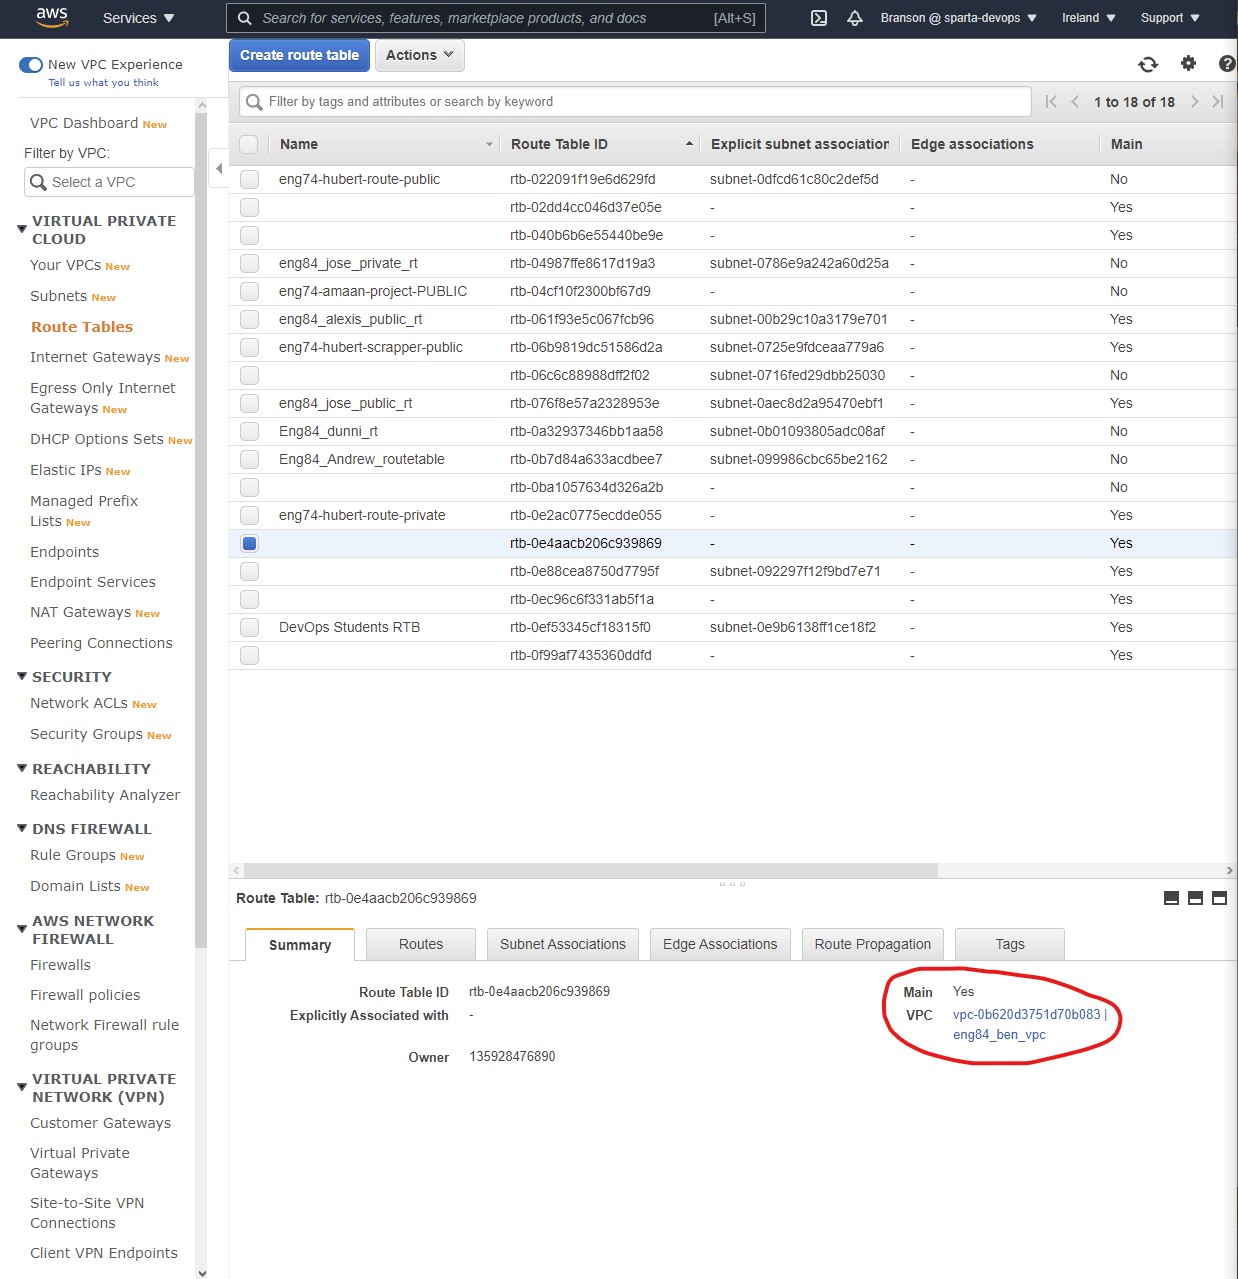 aws Services Search for services, features, marketplace products, and docs [Alt+S] Branson @ sparta-devops Ireland Support
New VPC Experience
Tell us what you think
VPC Dashboard New
Filter by VPC:
Select a VPC
VIRTUAL PRIVATE
CLOUD
Your VPCs New
Subnets New
Route Tables
Internet Gateways New
Egress Only Internet
Gateways New
DHCP Options Sets New
Elastic IPs New
Managed Prefix
Lists New
Endpoints
Endpoint Services
NAT Gateways New
Peering Connections
SECURITY
Network ACLs New
Security Groups New
REACHABILITY
Reachability Analyzer
DNS FIREWALL
Rule Groups New
Domain Lists New
AWS NETWORK
FIREWALL
Firewalls
Firewall policies
Network Firewall rule
groups
VIRTUAL PRIVATE
NETWORK (VPN)
Customer Gateways
Virtual Private
Gateways
Site-to-Site VPN
Connections
Client VPN Endpoints
Create route table Actions
Filter by tags and attributes or search by keyword 1 to 18 of 18
Name Route Table ID Explicit subnet association Edge associations Main
eng74-hubert-route-public rtb-022091f19e6d629fd subnet-0dfcd61c80c2def5d - No
rtb-02dd4cc046d37e05e - - Yes
rtb-040b6b6e55440be9e - - Yes
eng84_jose_private_rt rtb-04987ffe8617d19a3 subnet-0786e9a242a60d25a - No
eng74-amaan-project-PUBLIC rtb-04cf10f2300bf67d9 - - No
eng84_alexis_public_rt rtb-061f93e5c067fcb96 subnet-00b29c10a3179e701 - Yes
eng74-hubert-scrapper-public rtb-06b9819dc51586d2a subnet-0725e9fdceaa779a6 - Yes
rtb-06c6c88988dff2f02 subnet-0716fed29dbb25030 - No
eng84_jose_public_rt rtb-076f8e57a2328953e subnet-0aec8d2a95470ebf1 - Yes
Eng84_dunni_rt rtb-0a32937346bb1aa58 subnet-0b01093805adc08af - No
Eng84_Andrew_routetable rtb-0b7d84a633acdbee7 subnet-099986cbc65be2162 - No
rtb-0ba1057634d326a2b - - No
eng74-hubert-route-private rtb-0e2ac0775ecdde055 - - Yes
rtb-0e4aacb206c939869 - - Yes
rtb-0e88cea8750d7795f subnet-092297f12f9bd7e71 - Yes
rtb-0ec96c6f331ab5f1a - - Yes
DevOps Students RTB rtb-0ef53345cf18315f0 subnet-0e9b6138ff1ce18f2 - Yes
rtb-0f99af7435360ddfd - - Yes
Route Table: rtb-0e4aacb206c939869
Summary Routes Subnet Associations Edge Associations Route Propagation Tags
Route Table ID rtb-0e4aacb206c939869 Main Yes
Explicitly Associated with - VPC vpc-0b620d3751d70b083 |
eng84_ben_vpc
Owner 135928476890